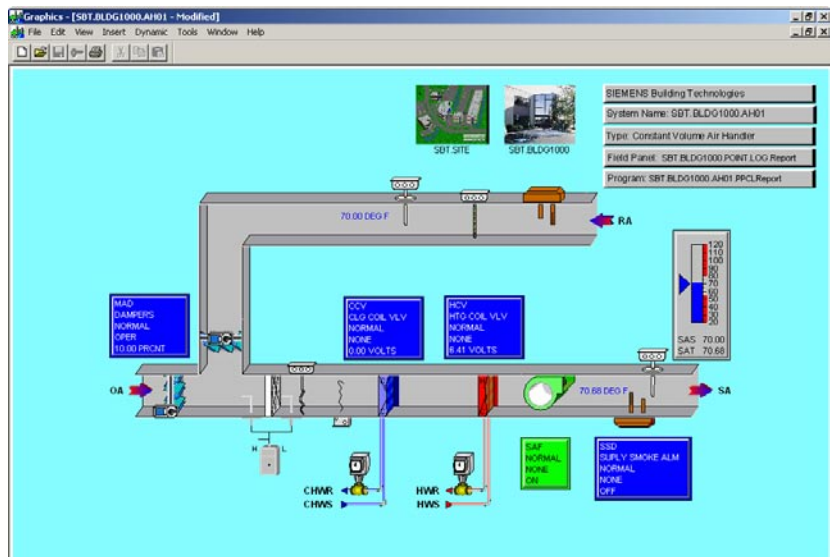 Graphics - [SBT.BLDG1000.AH01 - Modified]
File Edit View Insert Dynamic Tools Window Help
SBT.SITE
SBT.BLDG1000
SIEMENS Building Technologies
System Name: SBT.BLDG1000.AH01
Type: Constant Volume Air Handler
Field Panel: SBT.BLDG1000.POINT.LOG.Report
Program: SBT.BLDG1000.AH01.PPCLReport
70.00 DEG F
RA
120
110
100
90
80
70
60
50
40
30
20
SAS 70.00
SAT 70.68
MAD
DAMPERS
NORMAL
OPER
10.00 PRCNT
CCV
CLG COIL VLV
NORMAL
NONE
0.00 VOLTS
HCV
HTG COIL VLV
NORMAL
NONE
6.41 VOLTS
OA
70.68 DEG F
SA
H L
SAF
NORMAL
NONE
ON
SSD
SUPLY SMOKE ALM
NORMAL
NONE
OFF
CHWR
CHWS
HWR
HWS